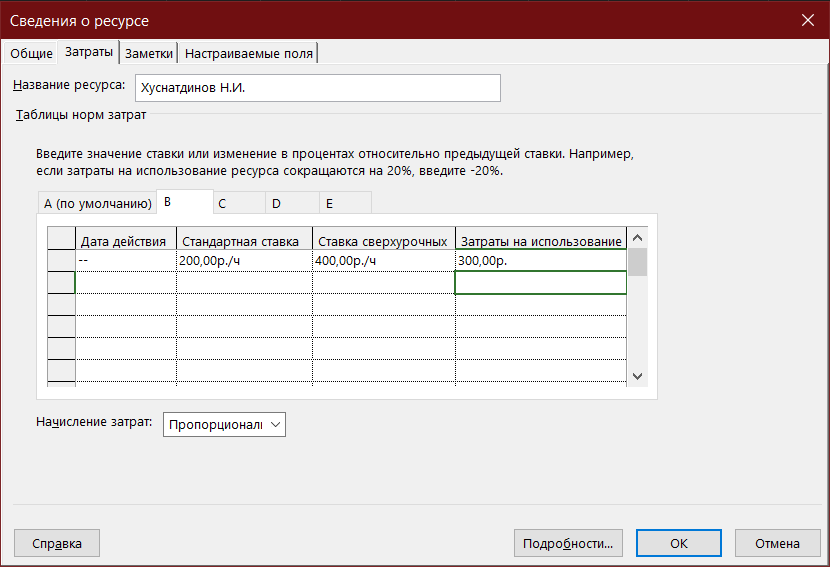 Сведения о ресурсе
Общие Затраты Заметки Настраиваемые поля
Название ресурса: Хуснатдинов Н.И.
Таблицы норм затрат
Введите значение ставки или изменение в процентах относительно предыдущей ставки. Например,
если затраты на использование ресурса сокращаются на 20%, введите -20%.
A (по умолчанию) B C D E
Дата действия Стандартная ставка Ставка сверхурочных Затраты на использование
-- 200,00р./ч 400,00р./ч 300,00р.
Начисление затрат: Пропорциональ
Справка Подробности... ОК Отмена